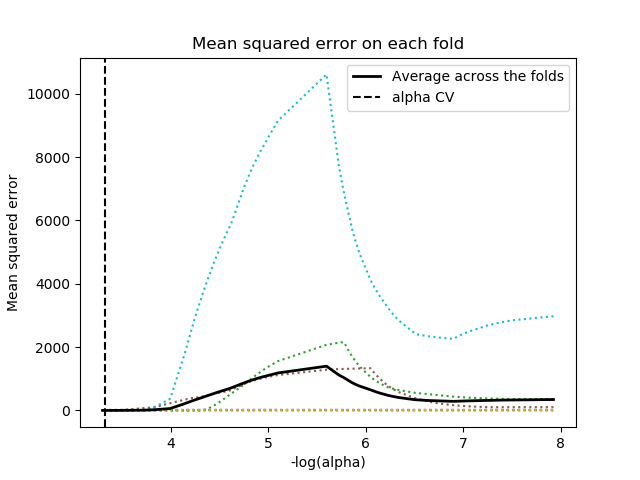 Mean squared error on each fold
Average across the folds
alpha CV
Mean squared error
10000
8000
6000
4000
2000
0
4 5 6 7 8
-log(alpha)